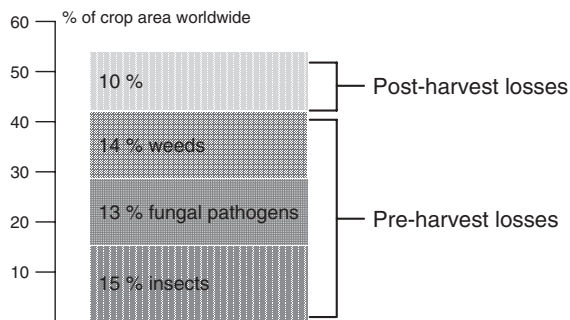 % of crop area worldwide
60
50
40
30
20
10
10 %
14 % weeds
13 % fungal pathogens
15 % insects
Post-harvest losses
Pre-harvest losses